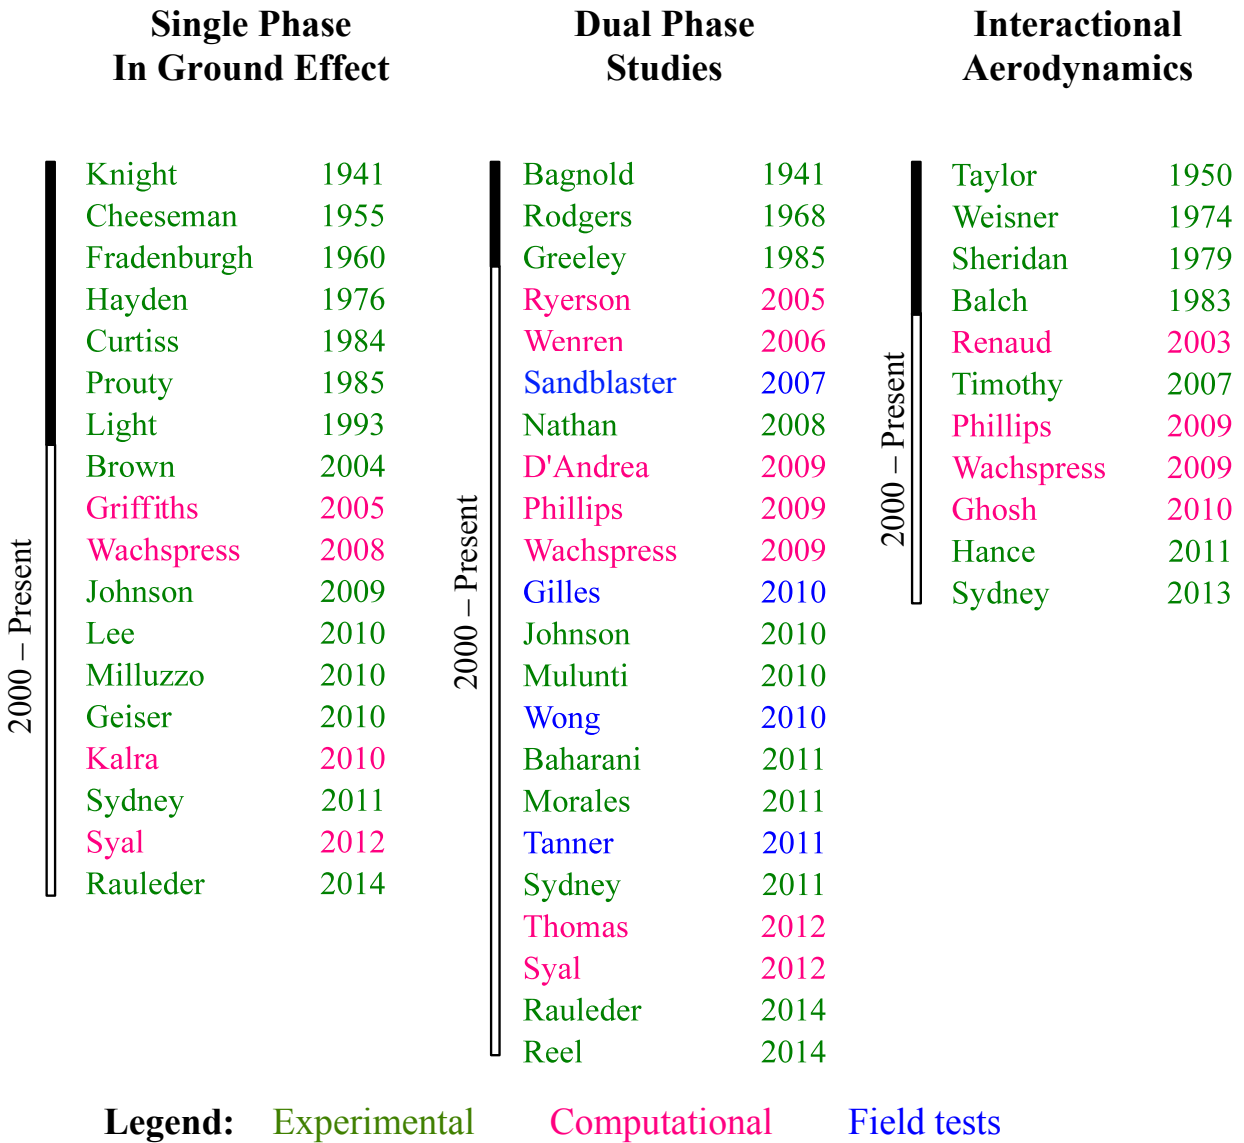 Single Phase
In Ground Effect
Knight 1941
Cheeseman 1955
Fradenburgh 1960
Hayden 1976
Curtiss 1984
Prouty 1985
Light 1993
Brown 2004
Griffiths 2005
Wachspress 2008
Johnson 2009
Lee 2010
Milluzzo 2010
Geiser 2010
Kalra 2010
Sydney 2011
Syal 2012
Rauleder 2014
2000 – Present
Dual Phase
Studies
Bagnold 1941
Rodgers 1968
Greeley 1985
Ryerson 2005
Wenren 2006
Sandblaster 2007
Nathan 2008
D'Andrea 2009
Phillips 2009
Wachspress 2009
Gilles 2010
Johnson 2010
Mulunti 2010
Wong 2010
Baharani 2011
Morales 2011
Tanner 2011
Sydney 2011
Thomas 2012
Syal 2012
Rauleder 2014
Reel 2014
2000 – Present
Interactional
Aerodynamics
Taylor 1950
Weisner 1974
Sheridan 1979
Balch 1983
Renaud 2003
Timothy 2007
Phillips 2009
Wachspress 2009
Ghosh 2010
Hance 2011
Sydney 2013
2000 – Present
Legend: Experimental Computational Field tests